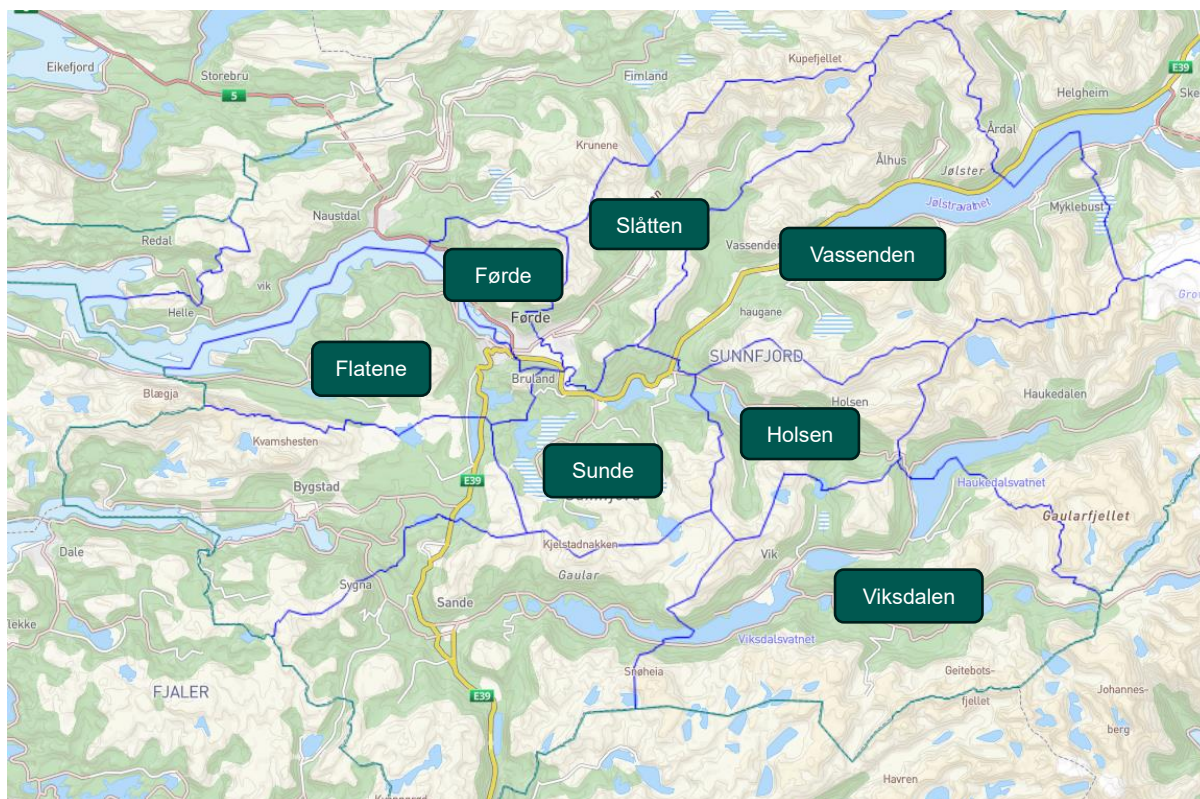 Eikefjord
Storebru
5
Fimland
Kupefjellet
E39
Helgheim
Ske
Krunene
Årdal
Ålhus
Jølster
Jølstravatnet
Myklebust
Naustdal
Redal
vik
Helle
Slåtten
Vassenden
Vassenden
Førde
Førde
haugane
SUNNFJORD
Flatene
Bruland
Blægja
Kvamshesten
Holsen
Haukedalen
Holsen
Sunde
E39
Bygstad
Haukedalsvatnet
Gaularfjellet
Kjelstadnakken
Vik
Dale
Sygna
Gaular
Viksdalen
Sande
Viksdalsvatnet
Snøheia
Geitebots-
fjellet
FJALER
E39
Johannes-
berg
Havren